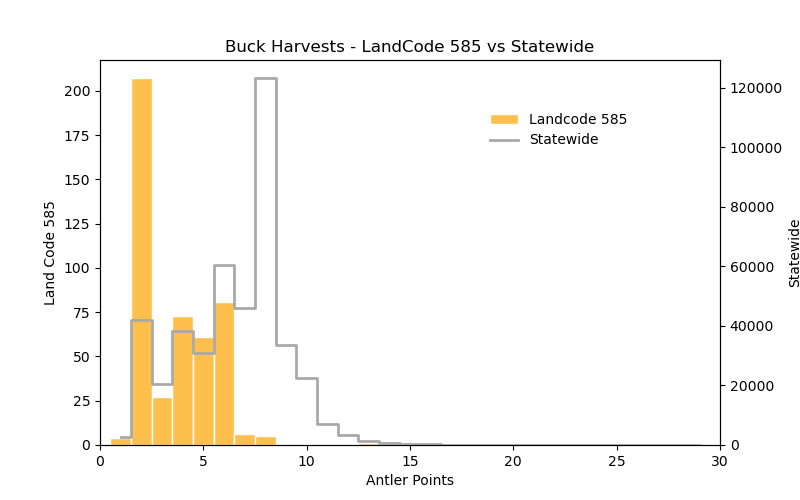 Buck Harvests - LandCode 585 vs Statewide
200
175
150
125
100
75
50
25
0
Land Code 585
120000
100000
80000
60000
40000
20000
0
Statewide
Landcode 585
Statewide
0 5 10 15 20 25 30
Antler Points